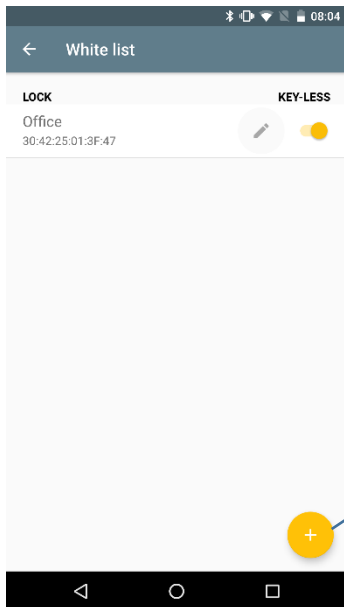 08:04
White list
LOCK KEY-LESS
Office
30:42:25:01:3F:47